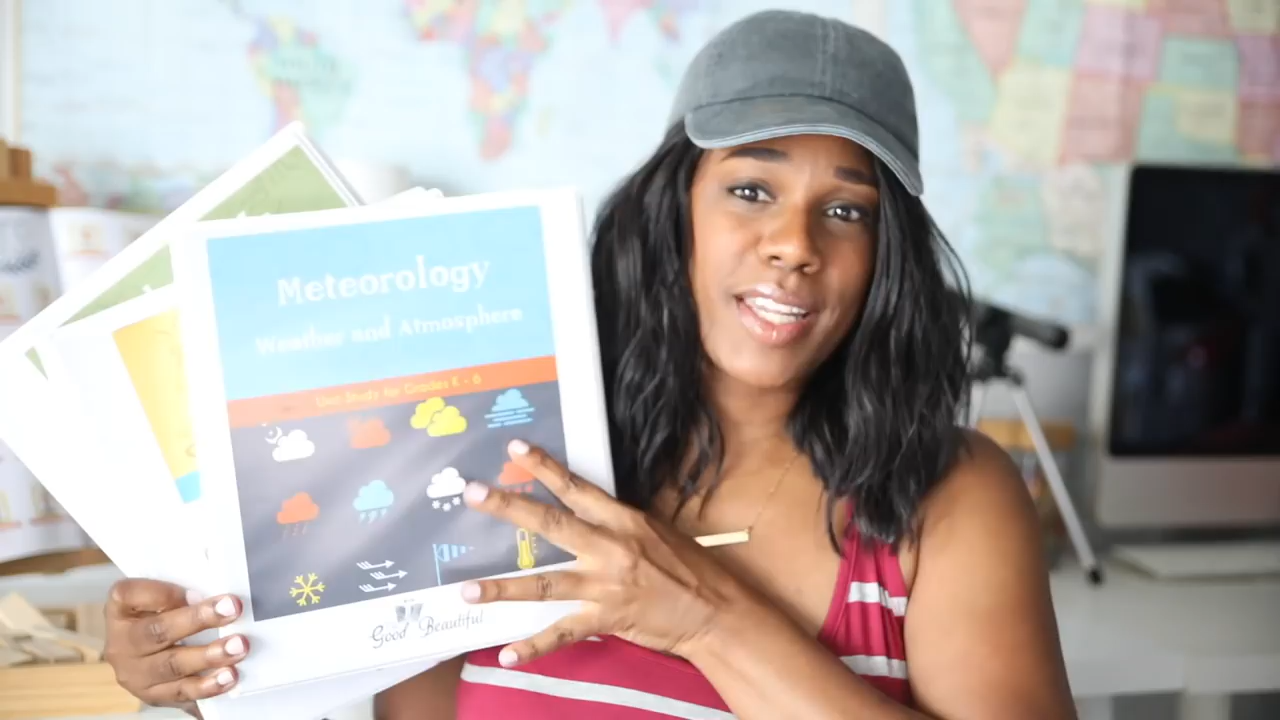 Meteorology
Weather and Atmosphere
Unit Study for Grades K - 6
Good Beautiful